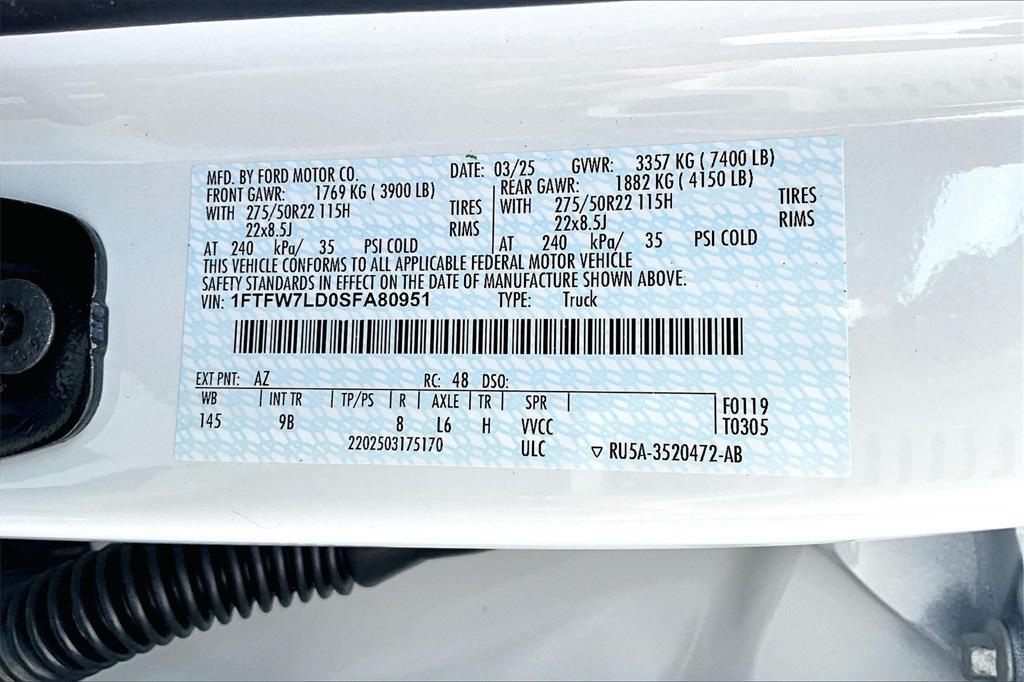 MFD. BY FORD MOTOR CO. DATE: 03/25 GVWR: 3357 KG ( 7400 LB)
FRONT GAWR: 1769 KG ( 3900 LB) REAR GAWR: 1882 KG ( 4150 LB)
WITH 275/50R22 115H TIRES WITH 275/50R22 115H TIRES
22x8.5J RIMS 22x8.5J RIMS
AT 240 kPa/ 35 PSI COLD AT 240 kPa/ 35 PSI COLD
THIS VEHICLE CONFORMS TO ALL APPLICABLE FEDERAL MOTOR VEHICLE
SAFETY STANDARDS IN EFFECT ON THE DATE OF MANUFACTURE SHOWN ABOVE.
VIN: 1FTFW7LD0SFA80951 TYPE: Truck
EXT PNT: AZ RC: 48 DSO:
WB INT TR TP/PS R AXLE TR SPR F0119
145 9B 8 L6 H VVCC T0305
2202503175170 ULC ▽ RU5A-3520472-AB